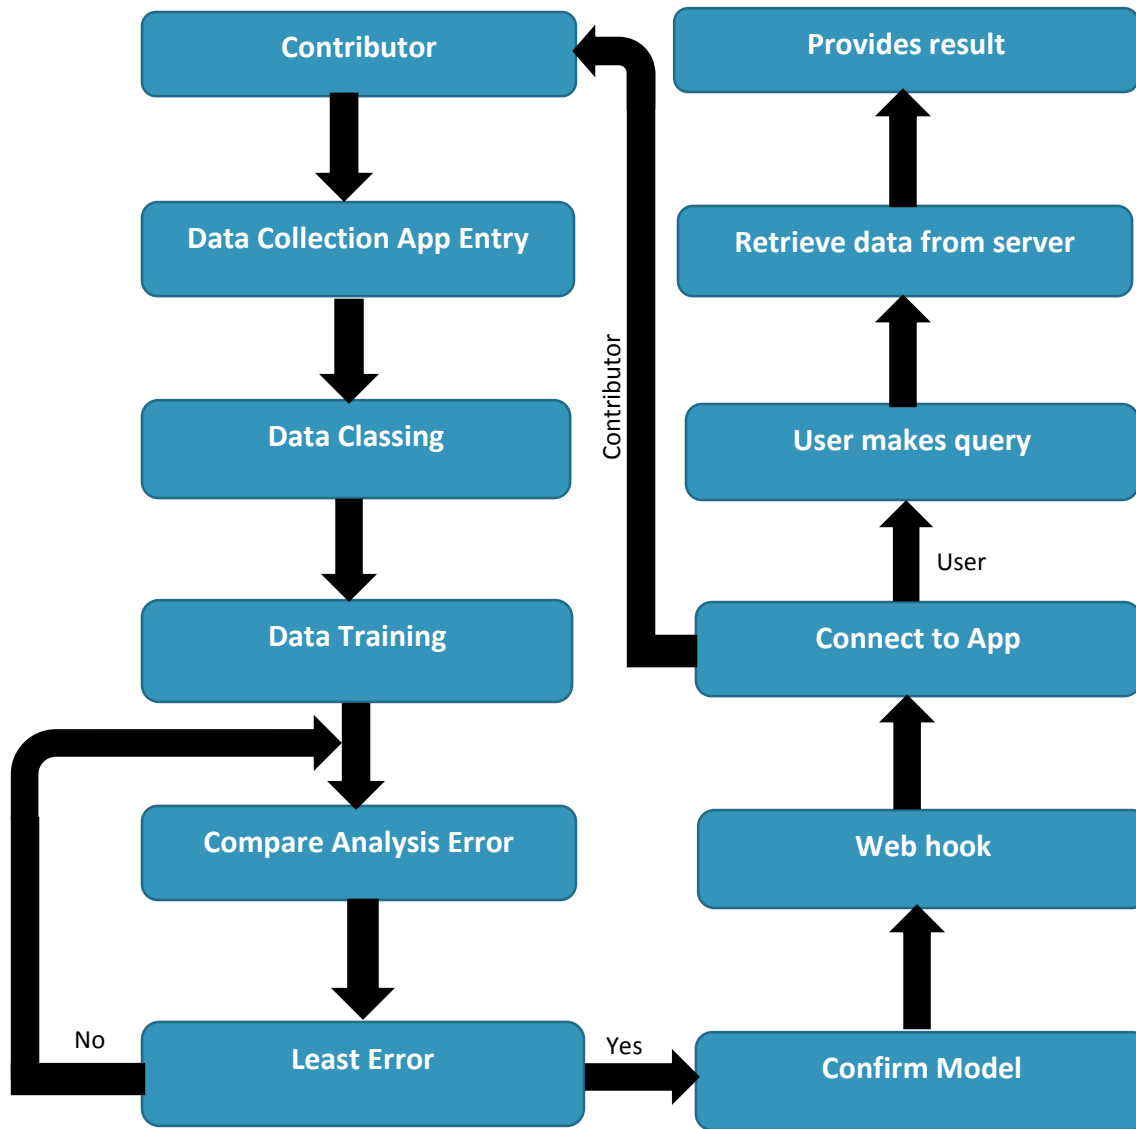 Contributor
Data Collection App Entry
Data Classing
Data Training
Compare Analysis Error
Least Error
No
Yes
Confirm Model
Web hook
Connect to App
Contributor
User
User makes query
Retrieve data from server
Provides result